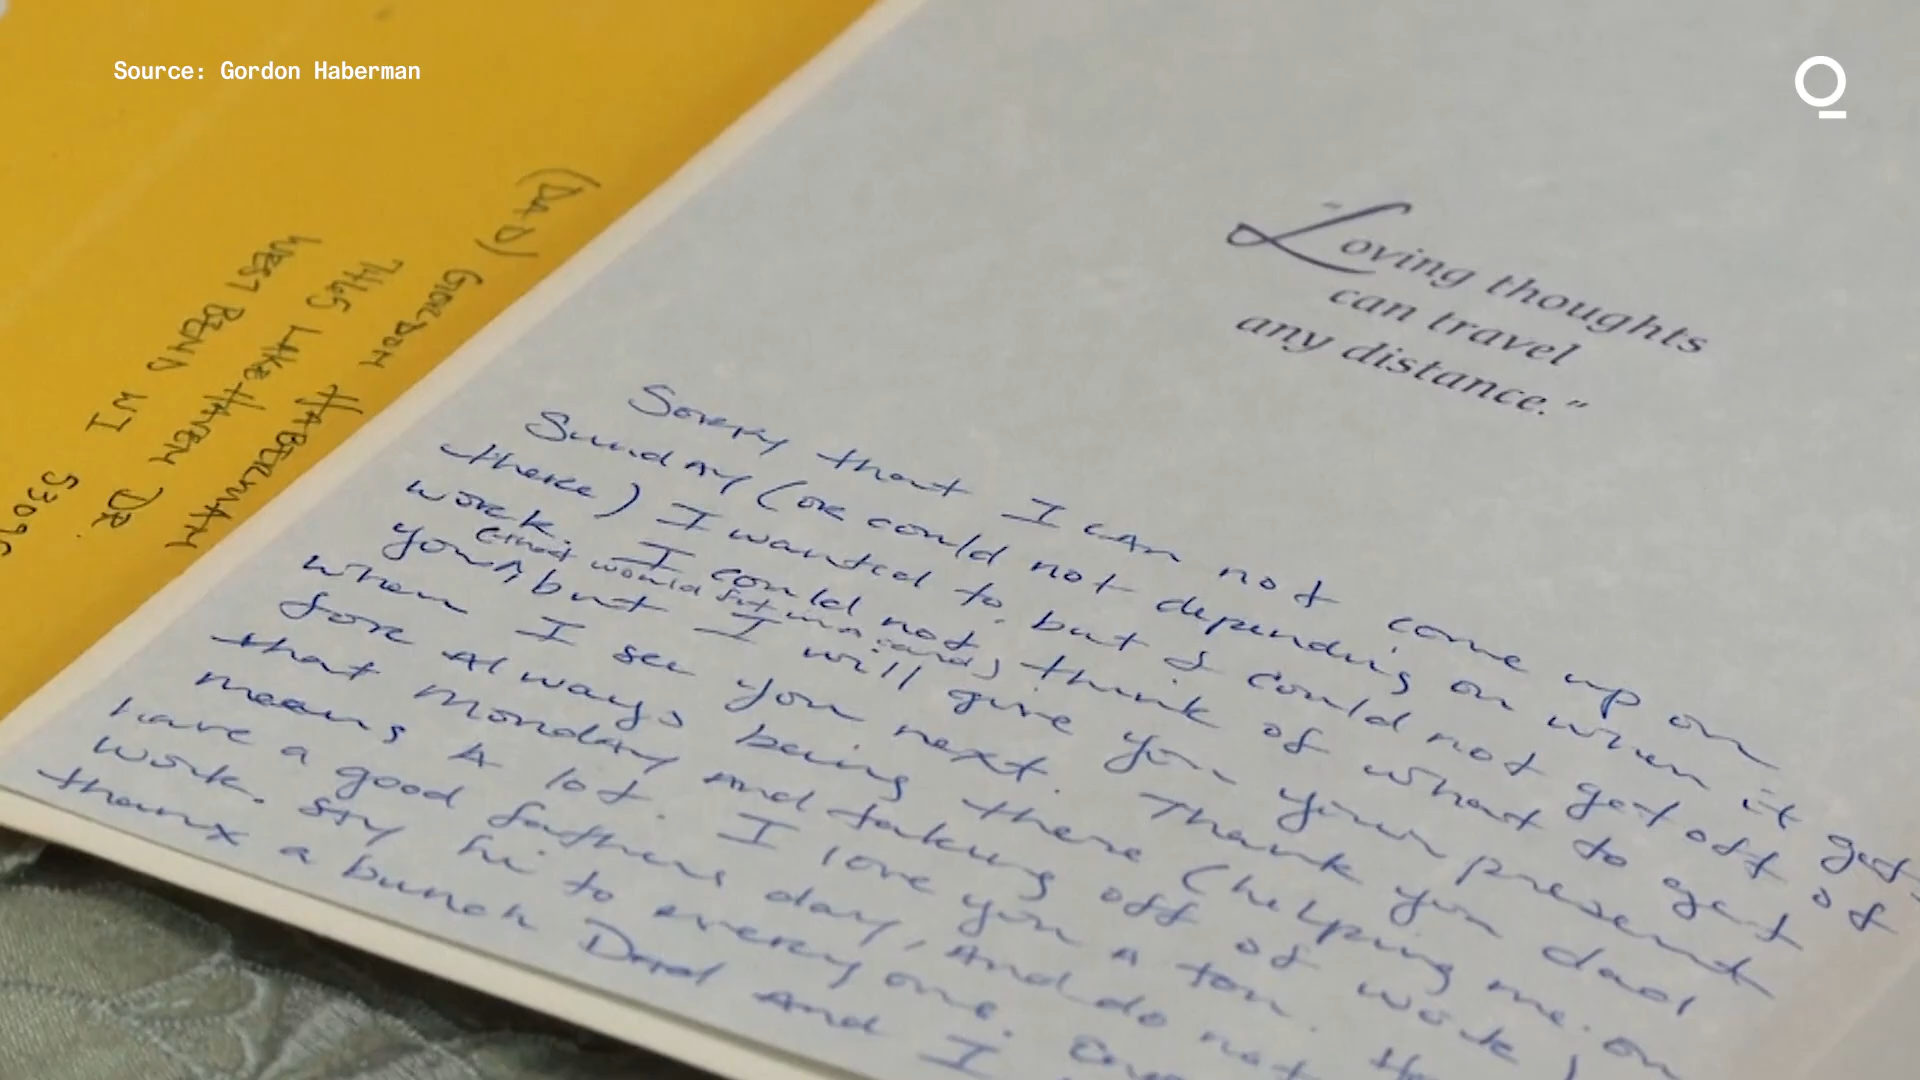 Source: Gordon Haberman
(DAD) GORDON HABERMAN
7465 LAKE HAVEN DR.
WEST BEND WI
5309
"Loving thoughts
can travel
any distance."
Sorry that I cAn not come up on
Sunday (or could not depending on when it gets
there) I wanted to, but I could not get off of
work. I could not think of what to get
(that would fit in a card)
you, but I will give you your present
when I see you next. Thank you dad
for Always being there (helping me. on
that Monday And taking off of work)
means A lot. I love you A ton.
have a good fathers day, And do not
work. Say hi to everyone.
thanx a bunch Dad And I